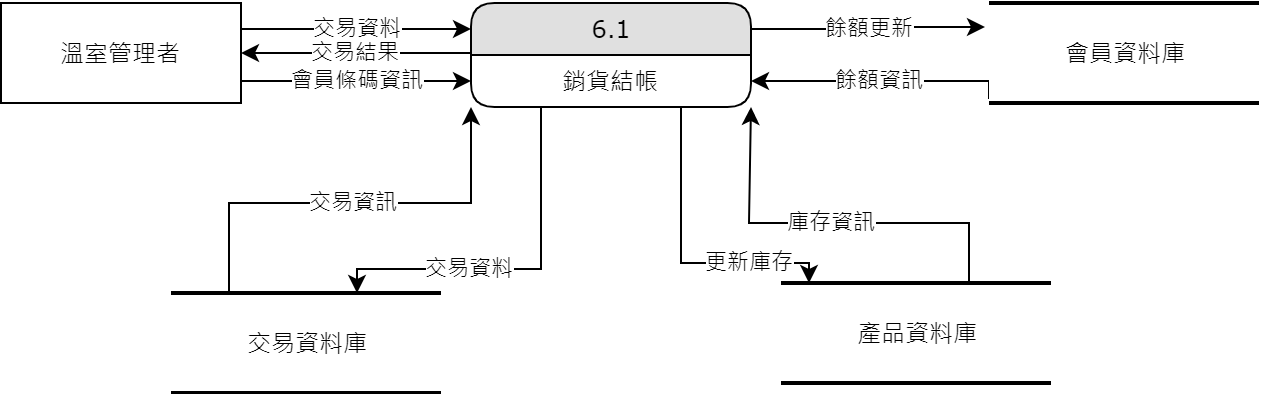 交易資料
6.1
餘額更新
溫室管理者
交易結果
會員資料庫
會員條碼資訊
銷貨結帳
餘額資訊
交易資訊
庫存資訊
交易資料
更新庫存
交易資料庫
產品資料庫